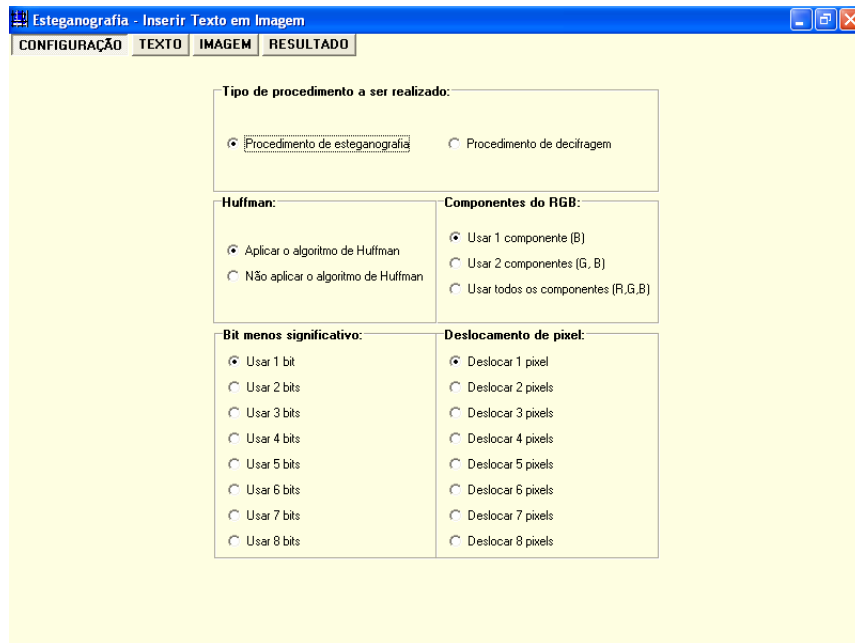 Esteganografia - Inserir Texto em Imagem
CONFIGURAÇÃO TEXTO IMAGEM RESULTADO
Tipo de procedimento a ser realizado:
Procedimento de esteganografia Procedimento de decifragem
Huffman: Componentes do RGB:
Usar 1 componente (B)
Aplicar o algoritmo de Huffman
Usar 2 componentes (G, B)
Não aplicar o algoritmo de Huffman
Usar todos os componentes (R,G,B)
Bit menos significativo: Deslocamento de pixel:
Usar 1 bit Deslocar 1 pixel
Usar 2 bits Deslocar 2 pixels
Usar 3 bits Deslocar 3 pixels
Usar 4 bits Deslocar 4 pixels
Usar 5 bits Deslocar 5 pixels
Usar 6 bits Deslocar 6 pixels
Usar 7 bits Deslocar 7 pixels
Usar 8 bits Deslocar 8 pixels